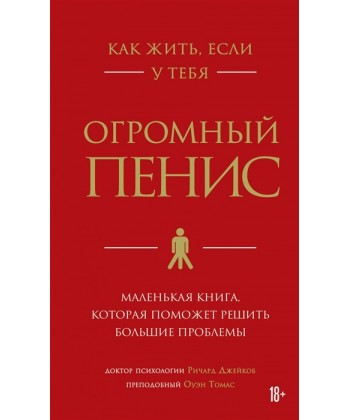 КАК ЖИТЬ, ЕСЛИ
У ТЕБЯ
ОГРОМНЫЙ
ПЕНИС
МАЛЕНЬКАЯ КНИГА,
КОТОРАЯ ПОМОЖЕТ РЕШИТЬ
БОЛЬШИЕ ПРОБЛЕМЫ
ДОКТОР ПСИХОЛОГИИ РИЧАРД ДЖЕЙКОБ
ПРЕПОДОБНЫЙ ОУЭН ТОМАС
18+